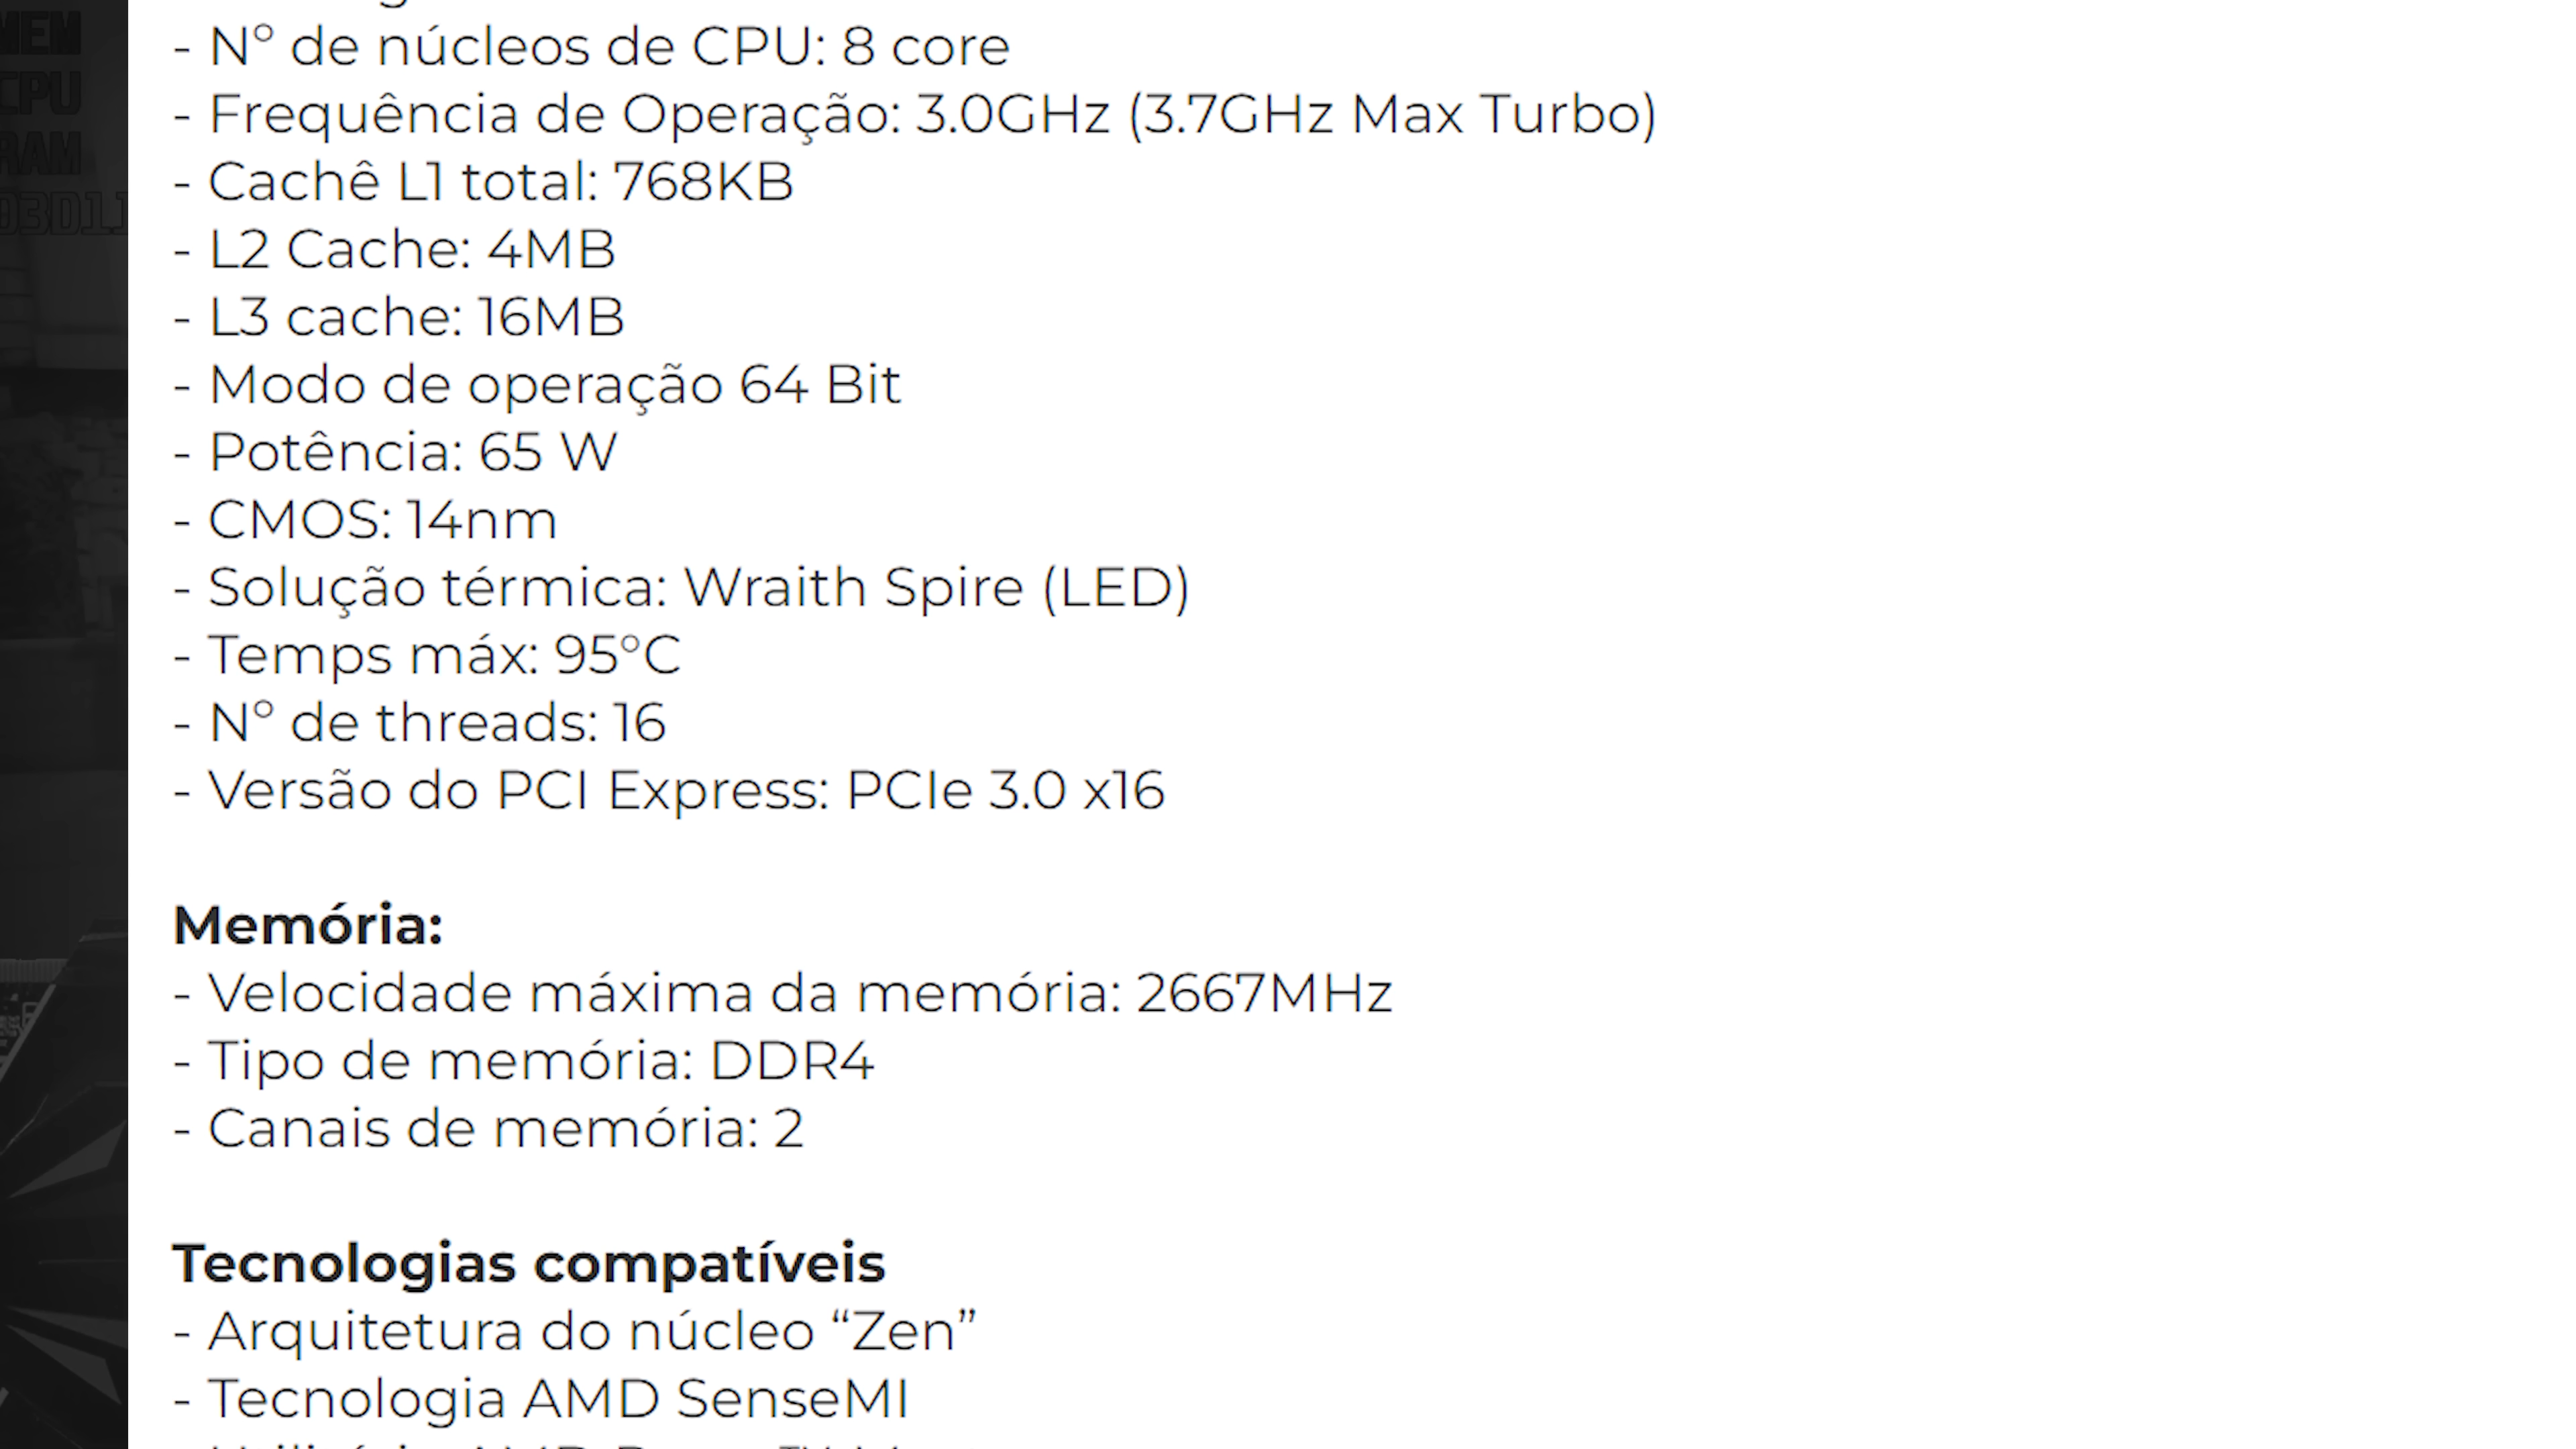 MEM
CPU
RAM
D3D11
- Nº de núcleos de CPU: 8 core
- Frequência de Operação: 3.0GHz (3.7GHz Max Turbo)
- Cachê L1 total: 768KB
- L2 Cache: 4MB
- L3 cache: 16MB
- Modo de operação 64 Bit
- Potência: 65 W
- CMOS: 14nm
- Solução térmica: Wraith Spire (LED)
- Temps máx: 95°C
- Nº de threads: 16
- Versão do PCI Express: PCIe 3.0 x16
Memória:
- Velocidade máxima da memória: 2667MHz
- Tipo de memória: DDR4
- Canais de memória: 2
Tecnologias compatíveis
- Arquitetura do núcleo “Zen”
- Tecnologia AMD SenseMI